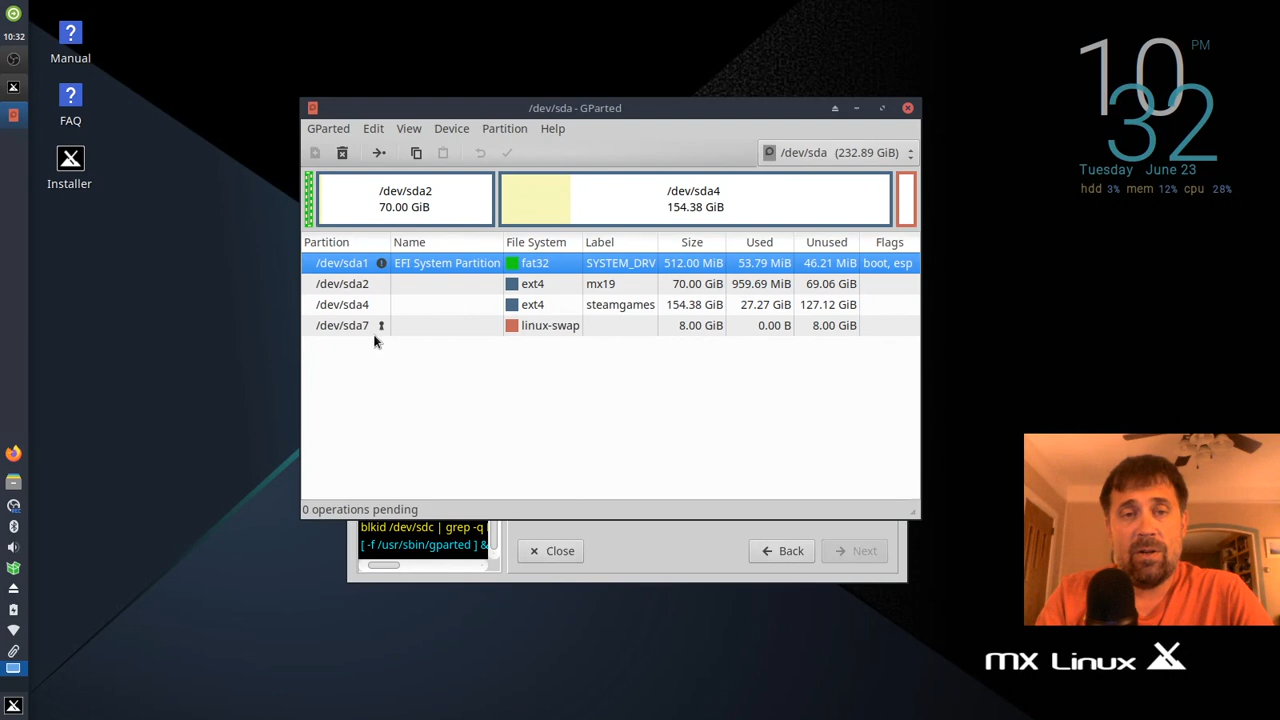 10:32
Manual
FAQ
Installer
/dev/sda - GParted
GParted Edit View Device Partition Help
/dev/sda (232.89 GiB)
/dev/sda2
70.00 GiB
/dev/sda4
154.38 GiB
Partition Name File System Label Size Used Unused Flags
/dev/sda1 EFI System Partition fat32 SYSTEM_DRV 512.00 MiB 53.79 MiB 46.21 MiB boot, esp
/dev/sda2 ext4 mx19 70.00 GiB 959.69 MiB 69.06 GiB
/dev/sda4 ext4 steamgames 154.38 GiB 27.27 GiB 127.12 GiB
/dev/sda7 linux-swap 8.00 GiB 0.00 B 8.00 GiB
0 operations pending
blkid /dev/sdc | grep -q
[ -f /usr/sbin/gparted ] &
Close
Back
Next
10 PM
32
Tuesday June 23
hdd 3% mem 12% cpu 28%
MX Linux